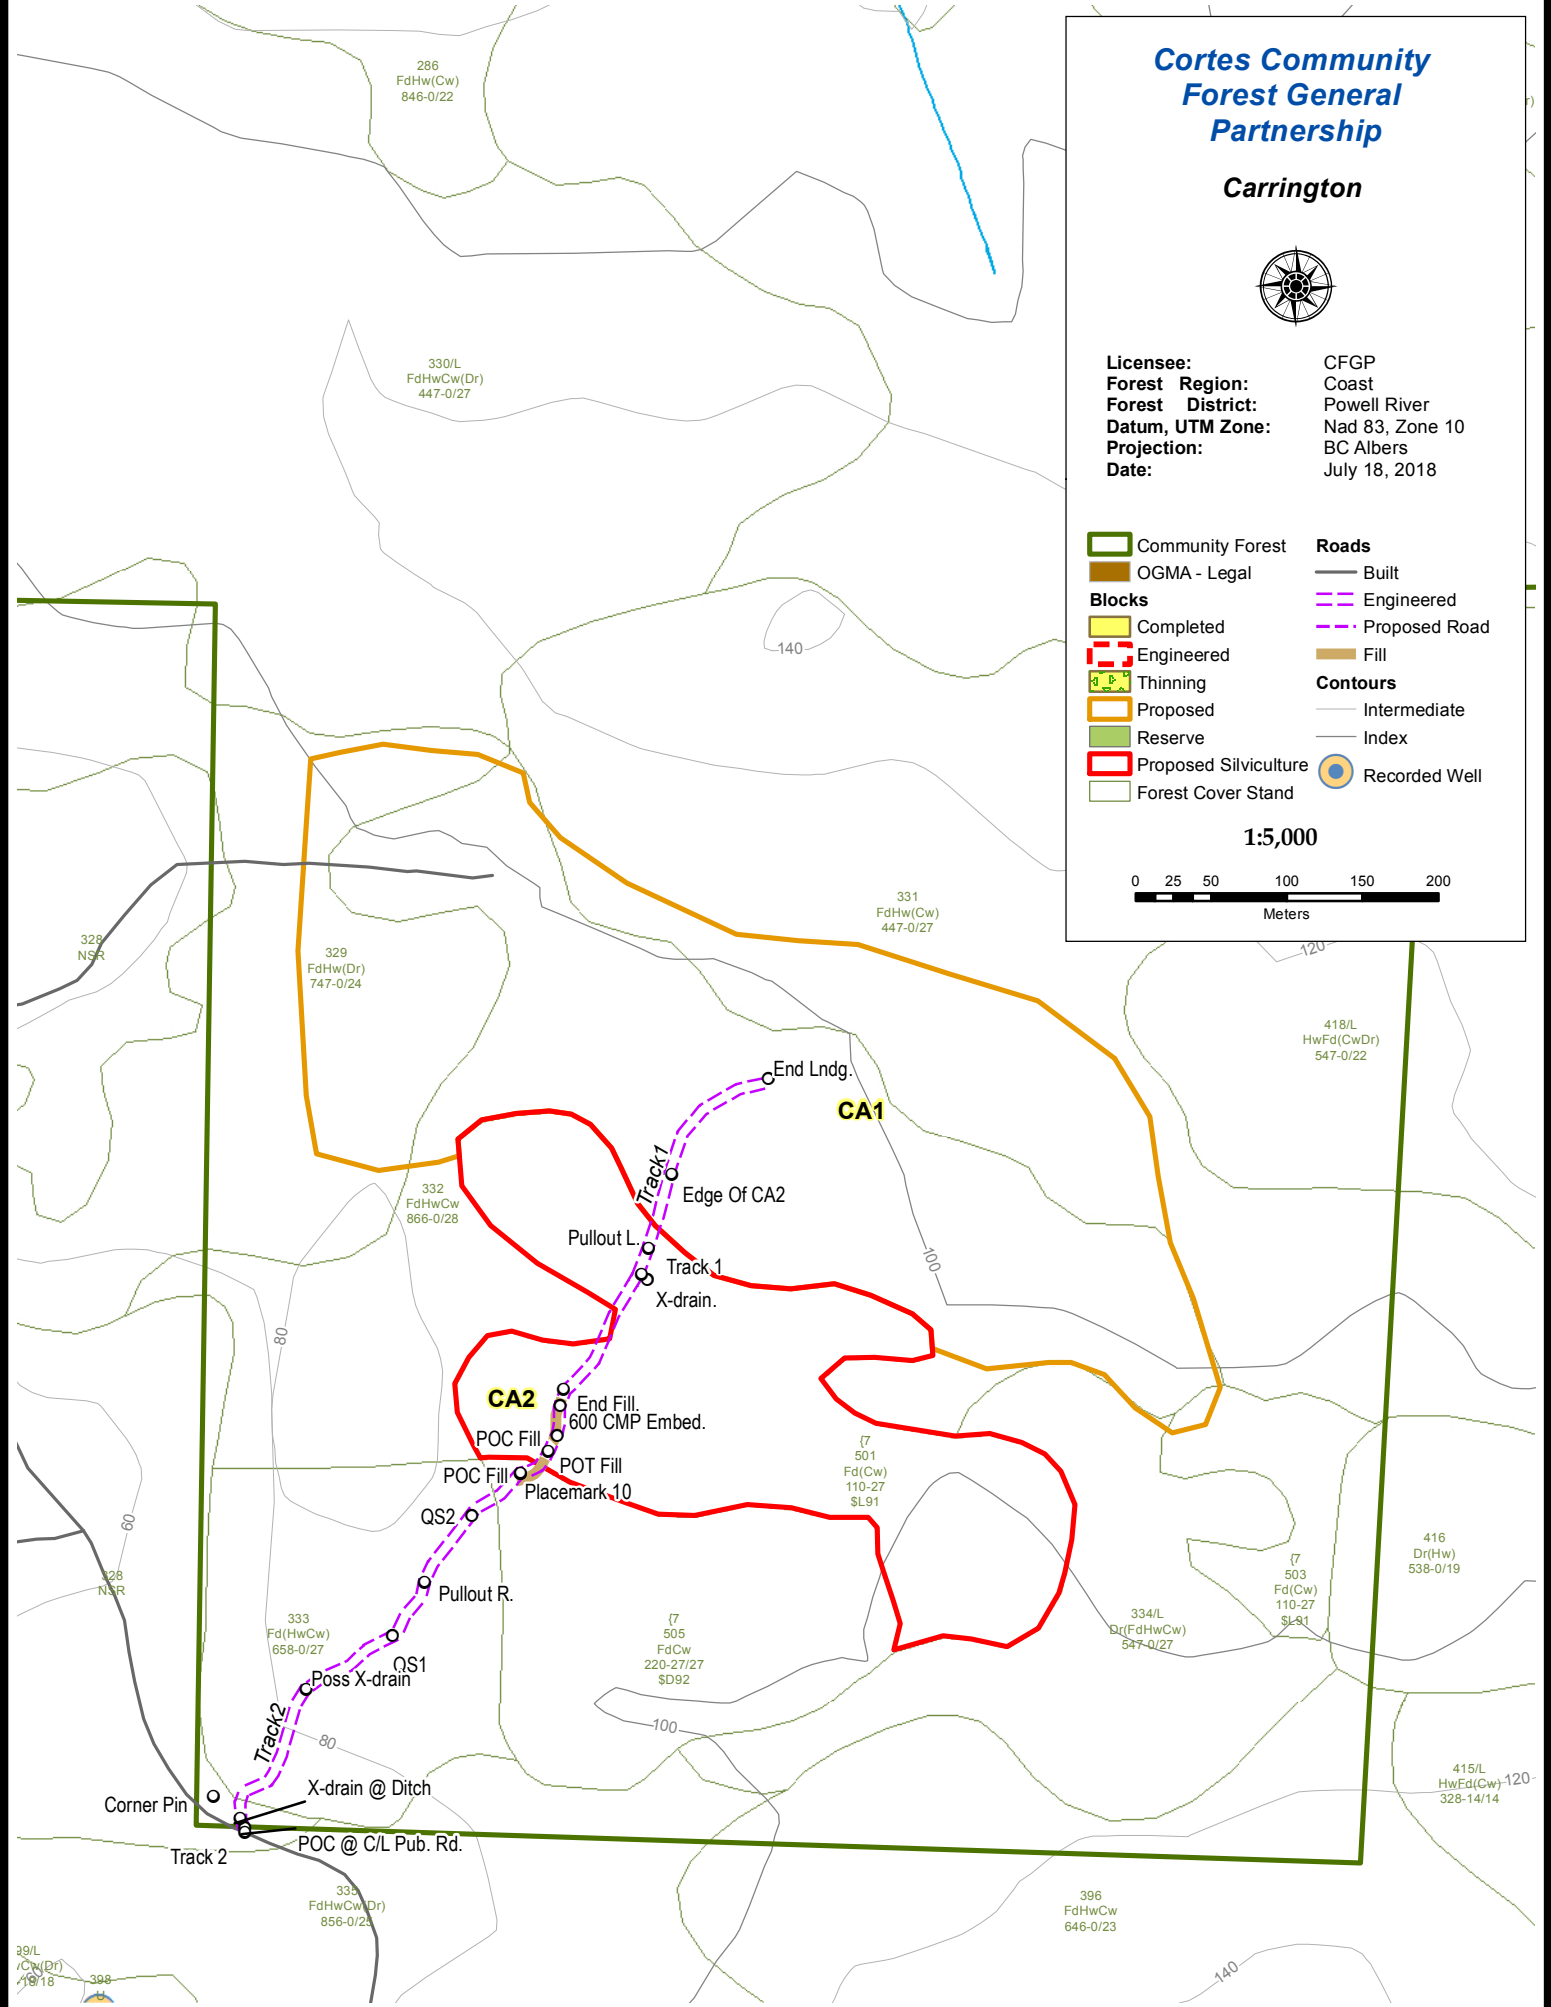 Cortes Community
Forest General
Partnership
Carrington
Licensee: CFGP
Forest Region: Coast
Forest District: Powell River
Datum, UTM Zone: Nad 83, Zone 10
Projection: BC Albers
Date: July 18, 2018
Community Forest
OGMA - Legal
Blocks
Completed
Engineered
Thinning
Proposed
Reserve
Proposed Silviculture
Forest Cover Stand
Roads
Built
Engineered
Proposed Road
Fill
Contours
Intermediate
Index
Recorded Well
1:5,000
0 25 50 100 150 200
Meters
286
FdHw(Cw)
846-0/22
330/L
FdHwCw(Dr)
447-0/27
140
331
FdHw(Cw)
447-0/27
328
NSR
329
FdHw(Dr)
747-0/24
120
418/L
HwFd(CwDr)
547-0/22
End Lndg.
CA1
Track1
Edge Of CA2
332
FdHwCw
866-0/28
Pullout L.
Track 1
X-drain.
100
80
CA2
End Fill.
600 CMP Embed.
POC Fill
POT Fill
POC Fill
Placemark 10
QS2
{7
501
Fd(Cw)
110-27
$L91
60
416
Dr(Hw)
538-0/19
{7
503
Fd(Cw)
110-27
$L91
328
NSR
Pullout R.
333
Fd(HwCw)
658-0/27
{7
505
FdCw
220-27/27
$D92
334/L
Dr(FdHwCw)
547-0/27
QS1
Poss X-drain
Track2
80
100
X-drain @ Ditch
Corner Pin
POC @ C/L Pub. Rd.
Track 2
415/L
HwFd(Cw)
328-14/14
120
335
FdHwCw(Dr)
856-0/25
396
FdHwCw
646-0/23
140
398
U
60